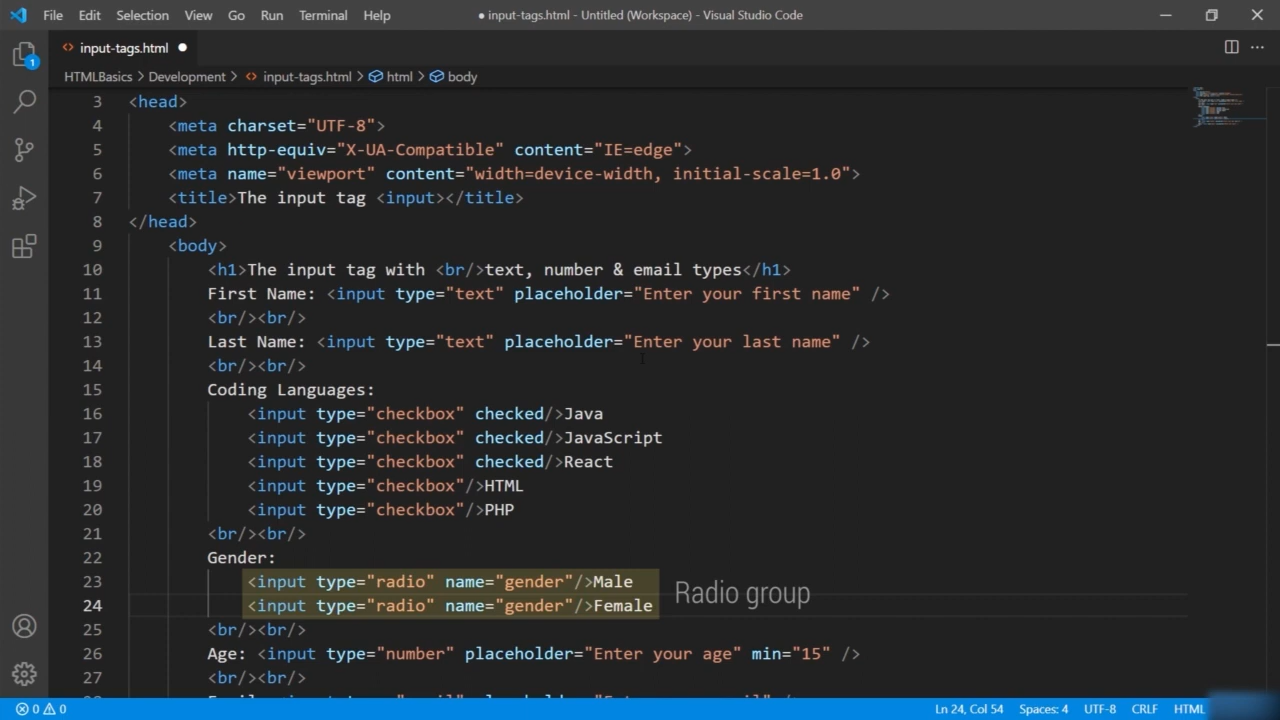 File Edit Selection View Go Run Terminal Help ● input-tags.html - Untitled (Workspace) - Visual Studio Code
<> input-tags.html ●
HTMLBasics > Development > <> input-tags.html > html > body
1
3 <head>
4 <meta charset="UTF-8">
5 <meta http-equiv="X-UA-Compatible" content="IE=edge">
6 <meta name="viewport" content="width=device-width, initial-scale=1.0">
7 <title>The input tag <input></title>
8 </head>
9 <body>
10 <h1>The input tag with <br/>text, number & email types</h1>
11 First Name: <input type="text" placeholder="Enter your first name" />
12 <br/><br/>
13 Last Name: <input type="text" placeholder="Enter your last name" />
14 <br/><br/>
15 Coding Languages:
16 <input type="checkbox" checked/>Java
17 <input type="checkbox" checked/>JavaScript
18 <input type="checkbox" checked/>React
19 <input type="checkbox"/>HTML
20 <input type="checkbox"/>PHP
21 <br/><br/>
22 Gender:
23 <input type="radio" name="gender"/>Male
24 <input type="radio" name="gender"/>Female
Radio group
25 <br/><br/>
26 Age: <input type="number" placeholder="Enter your age" min="15" />
27 <br/><br/>
0 0 Ln 24, Col 54 Spaces: 4 UTF-8 CRLF HTML